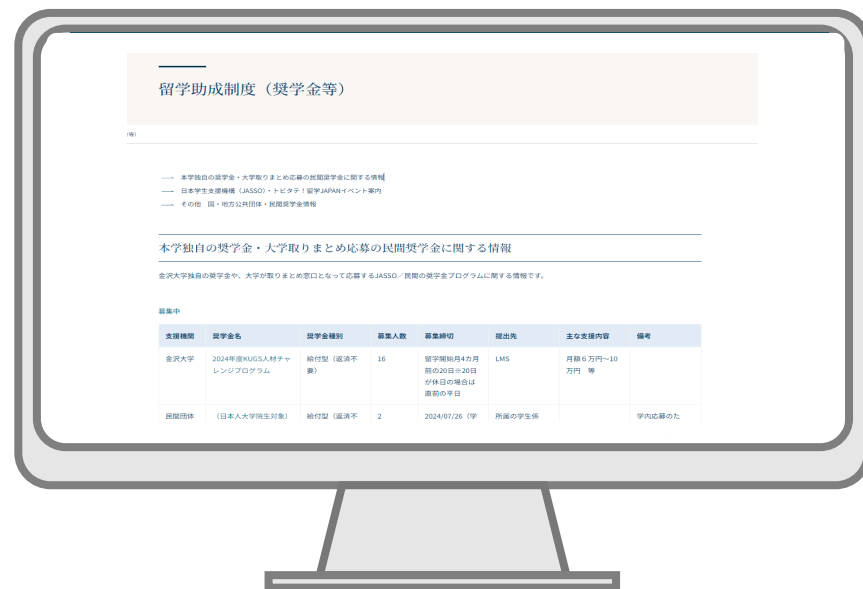 留学助成制度（奨学金等）
等）
本学独自の奨学金・大学取りまとめ応募の民間奨学金に関する情報
日本学生支援機構（JASSO）・トビタテ！留学JAPANイベント案内
その他　国・地方公共団体・民間奨学金情報
本学独自の奨学金・大学取りまとめ応募の民間奨学金に関する情報
金沢大学独自の奨学金や、大学が取りまとめ窓口となって応募するJASSO／民間の奨学金プログラムに関する情報です。
募集中
支援機関 奨学金名 奨学金種別 募集人数 募集締切 提出先 主な支援内容 備考
金沢大学 2024年度KUGS人材チャ 給付型（返済不 16 留学開始月4カ月 LMS 月額６万円～10
レンジプログラム 要） 前の20日※20日 万円　等
が休日の場合は
直前の平日
民間団体 （日本人大学院生対象） 給付型（返済不 2 2024/07/26（学 所属の学生係 学内応募のた